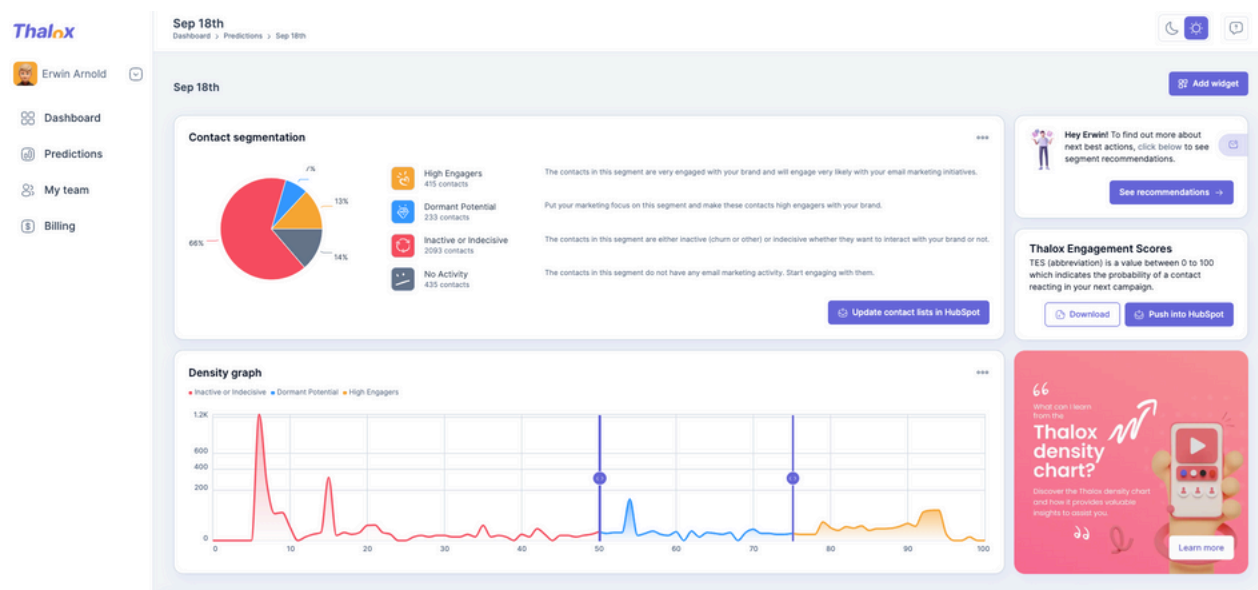 Thalox
Erwin Arnold
Dashboard
Predictions
My team
Billing
Sep 18th
Dashboard > Predictions > Sep 18th
Sep 18th
Add widget
Contact segmentation
7%
13%
14%
66%
High Engagers
415 contacts
The contacts in this segment are very engaged with your brand and will engage very likely with your email marketing initiatives.
Dormant Potential
233 contacts
Put your marketing focus on this segment and make these contacts high engagers with your brand.
Inactive or Indecisive
2093 contacts
The contacts in this segment are either inactive (churn or other) or indecisive whether they want to interact with your brand or not.
No Activity
435 contacts
The contacts in this segment do not have any email marketing activity. Start engaging with them.
Update contact lists in HubSpot
Hey Erwin! To find out more about
next best actions, click below to see
segment recommendations.
See recommendations →
Thalox Engagement Scores
TES (abbreviation) is a value between 0 to 100
which indicates the probability of a contact
reacting in your next campaign.
Download
Push into HubSpot
Density graph
Inactive or Indecisive Dormant Potential High Engagers
1.2K
600
400
200
0
0 10 20 30 40 50 60 70 80 90 100
What can I learn
from the
Thalox
density
chart?
Discover the Thalox density chart
and how it provides valuable
insights to assist you.
Learn more